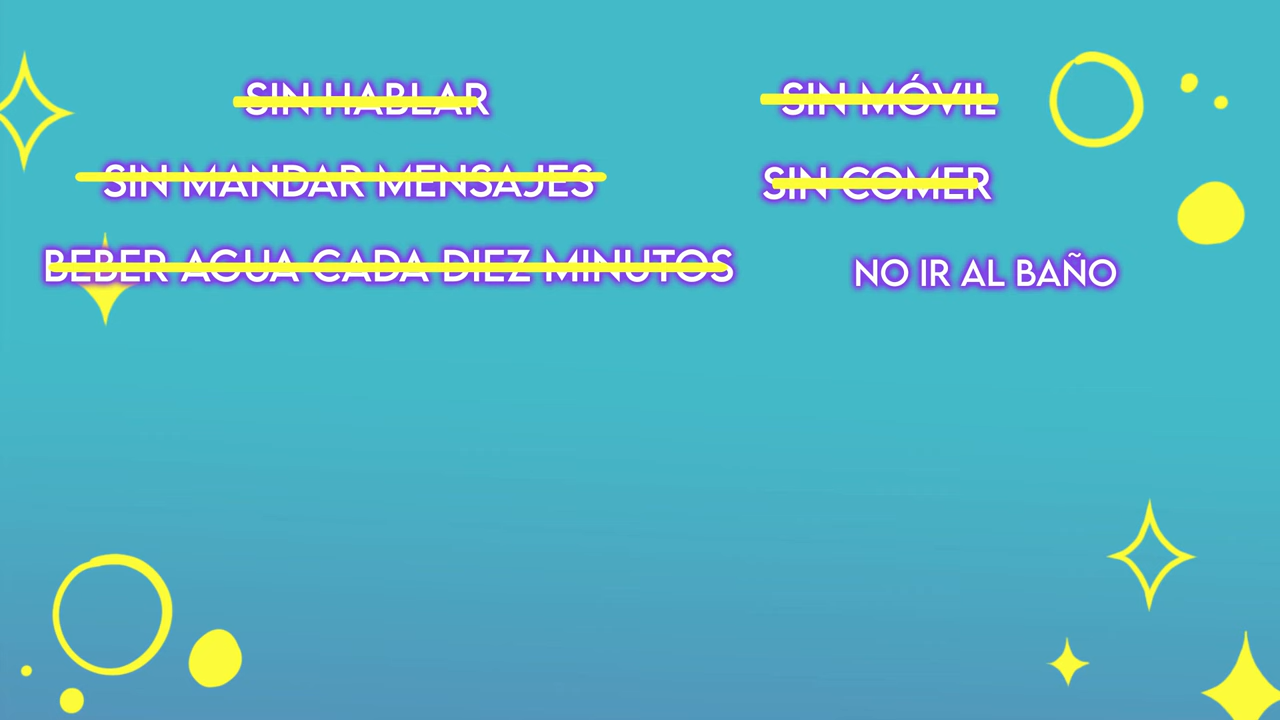 SIN HABLAR
SIN MÓVIL
SIN MANDAR MENSAJES
SIN COMER
BEBER AGUA CADA DIEZ MINUTOS
NO IR AL BAÑO